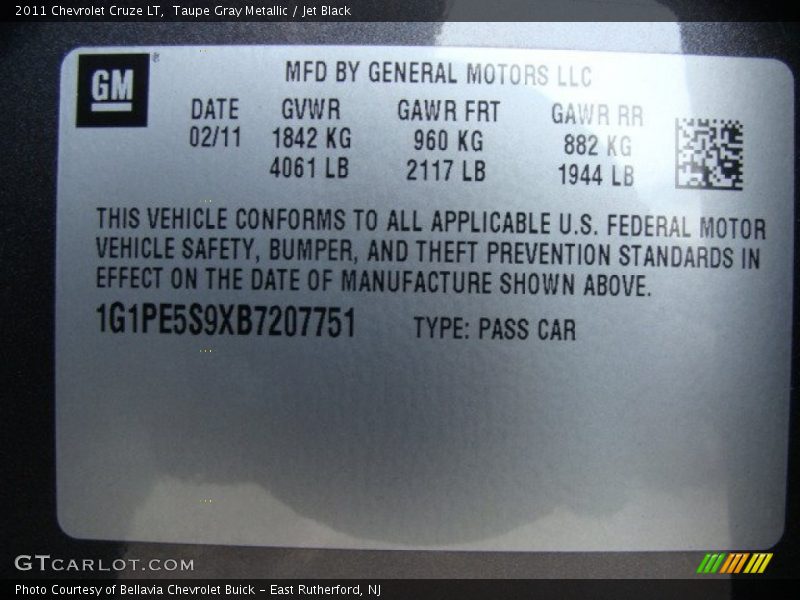 2011 Chevrolet Cruze LT,  Taupe Gray Metallic / Jet Black
GM ®
MFD BY GENERAL MOTORS LLC
DATE GVWR GAWR FRT GAWR RR
02/11 1842 KG 960 KG 882 KG
4061 LB 2117 LB 1944 LB
THIS VEHICLE CONFORMS TO ALL APPLICABLE U.S. FEDERAL MOTOR
VEHICLE SAFETY, BUMPER, AND THEFT PREVENTION STANDARDS IN
EFFECT ON THE DATE OF MANUFACTURE SHOWN ABOVE.
1G1PE5S9XB7207751 TYPE: PASS CAR
GTCARLOT.COM
Photo Courtesy of Bellavia Chevrolet Buick - East Rutherford, NJ